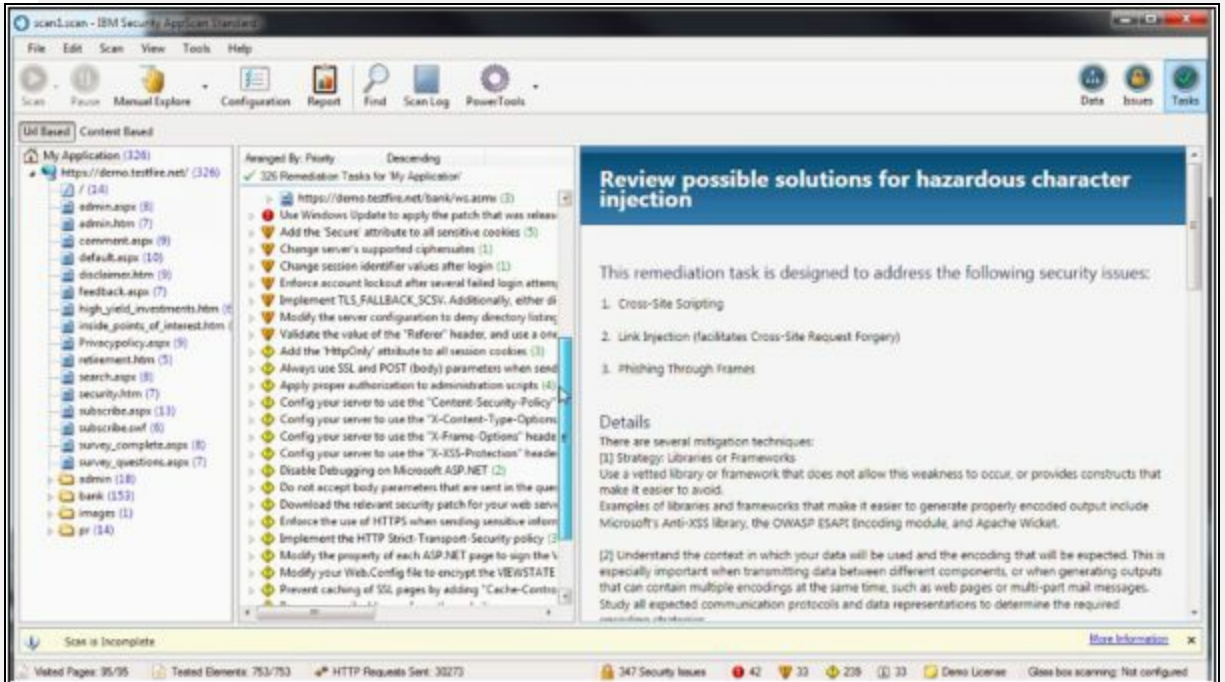 scan1.scan - IBM Security AppScan Standard
File Edit Scan View Tools Help
Scan Pause Manual Explore Configuration Report Find Scan Log PowerTools Data Issues Tasks
Url Based Content Based
My Application (326)
https://demo.testfire.net/ (326)
/ (14)
admin.aspx (8)
admin.htm (7)
comment.aspx (9)
default.aspx (10)
disclaimer.htm (9)
feedback.aspx (7)
high_yield_investments.htm (6
inside_points_of_interest.htm (
Privacypolicy.aspx (9)
retirement.htm (5)
search.aspx (8)
security.htm (7)
subscribe.aspx (13)
subscribe.swf (6)
survey_complete.aspx (8)
survey_questions.aspx (7)
admin (18)
bank (153)
images (1)
pr (14)
Arranged By: Priority Descending
326 Remediation Tasks for 'My Application'
https://demo.testfire.net/bank/ws.asmx (3)
Use Windows Update to apply the patch that was releas
Add the 'Secure' attribute to all sensitive cookies (5)
Change server's supported ciphersuites (1)
Change session identifier values after login (1)
Enforce account lockout after several failed login attemp
Implement TLS_FALLBACK_SCSV. Additionally, either di
Modify the server configuration to deny directory listing
Validate the value of the "Referer" header, and use a one
Add the 'HttpOnly' attribute to all session cookies (3)
Always use SSL and POST (body) parameters when send
Apply proper authorization to administration scripts (4)
Config your server to use the "Content-Security-Policy"
Config your server to use the "X-Content-Type-Options
Config your server to use the "X-Frame-Options" heade
Config your server to use the "X-XSS-Protection" header
Disable Debugging on Microsoft ASP.NET (2)
Do not accept body parameters that are sent in the quer
Download the relevant security patch for your web serve
Enforce the use of HTTPS when sending sensitive inform
Implement the HTTP Strict-Transport-Security policy (3
Modify the property of each ASP.NET page to sign the V
Modify your Web.Config file to encrypt the VIEWSTATE
Prevent caching of SSL pages by adding "Cache-Contro
Review possible solutions for hazardous character
injection
This remediation task is designed to address the following security issues:
1. Cross-Site Scripting
2. Link Injection (facilitates Cross-Site Request Forgery)
3. Phishing Through Frames
Details
There are several mitigation techniques:
[1] Strategy: Libraries or Frameworks
Use a vetted library or framework that does not allow this weakness to occur, or provides constructs that
make it easier to avoid.
Examples of libraries and frameworks that make it easier to generate properly encoded output include
Microsoft's Anti-XSS library, the OWASP ESAPI Encoding module, and Apache Wicket.
[2] Understand the context in which your data will be used and the encoding that will be expected. This is
especially important when transmitting data between different components, or when generating outputs
that can contain multiple encodings at the same time, such as web pages or multi-part mail messages.
Study all expected communication protocols and data representations to determine the required
Scan is Incomplete More Information
Visited Pages: 95/95 Tested Elements: 753/753 HTTP Requests Sent: 30273 347 Security Issues 42 33 239 33 Demo License Glass box scanning: Not configured